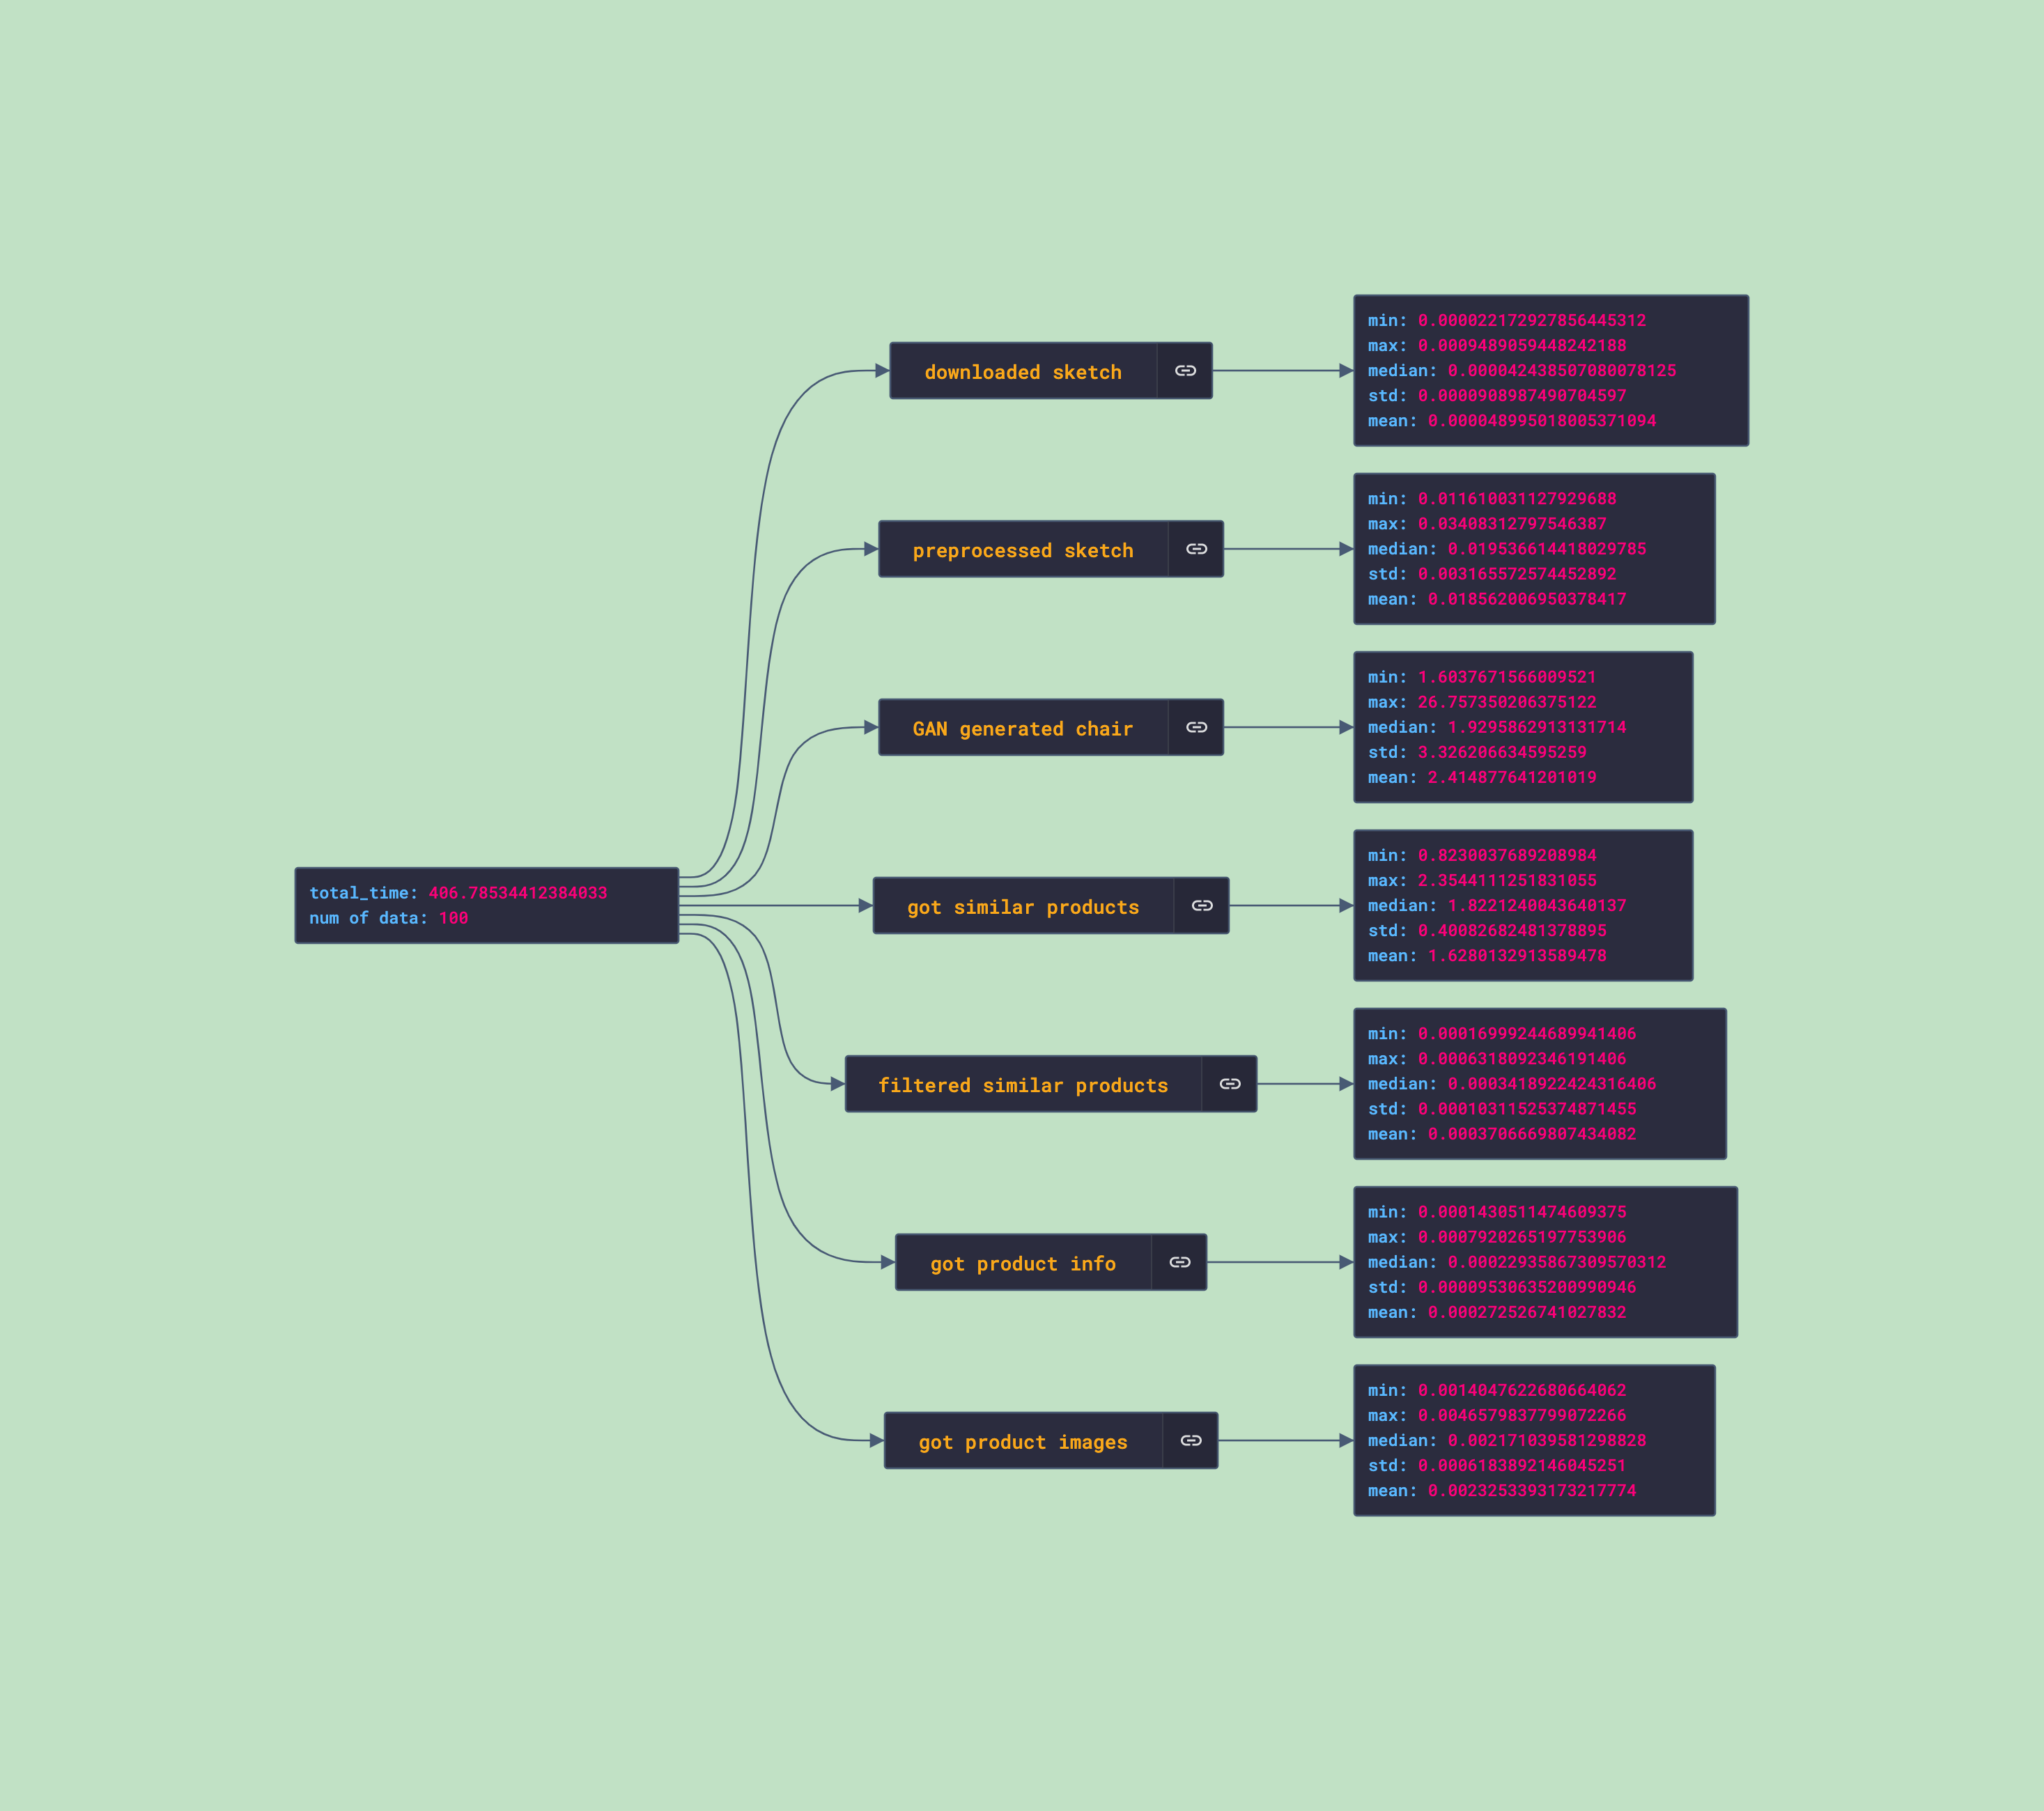 total_time: 406.78534412384033
num of data: 100
downloaded sketch
min: 0.000022172927856445312
max: 0.0009489059448242188
median: 0.000042438507080078125
std: 0.0000908987490704597
mean: 0.000048995018005371094
preprocessed sketch
min: 0.011610031127929688
max: 0.03408312797546387
median: 0.019536614418029785
std: 0.003165572574452892
mean: 0.018562006950378417
GAN generated chair
min: 1.6037671566009521
max: 26.757350206375122
median: 1.9295862913131714
std: 3.326206634595259
mean: 2.414877641201019
got similar products
min: 0.8230037689208984
max: 2.3544111251831055
median: 1.8221240043640137
std: 0.40082682481378895
mean: 1.6280132913589478
filtered similar products
min: 0.00016999244689941406
max: 0.0006318092346191406
median: 0.0003418922424316406
std: 0.00010311525374871455
mean: 0.0003706669807434082
got product info
min: 0.0001430511474609375
max: 0.0007920265197753906
median: 0.00022935867309570312
std: 0.00009530635200990946
mean: 0.000272526741027832
got product images
min: 0.0014047622680664062
max: 0.0046579837799072266
median: 0.002171039581298828
std: 0.0006183892146045251
mean: 0.0023253393173217774